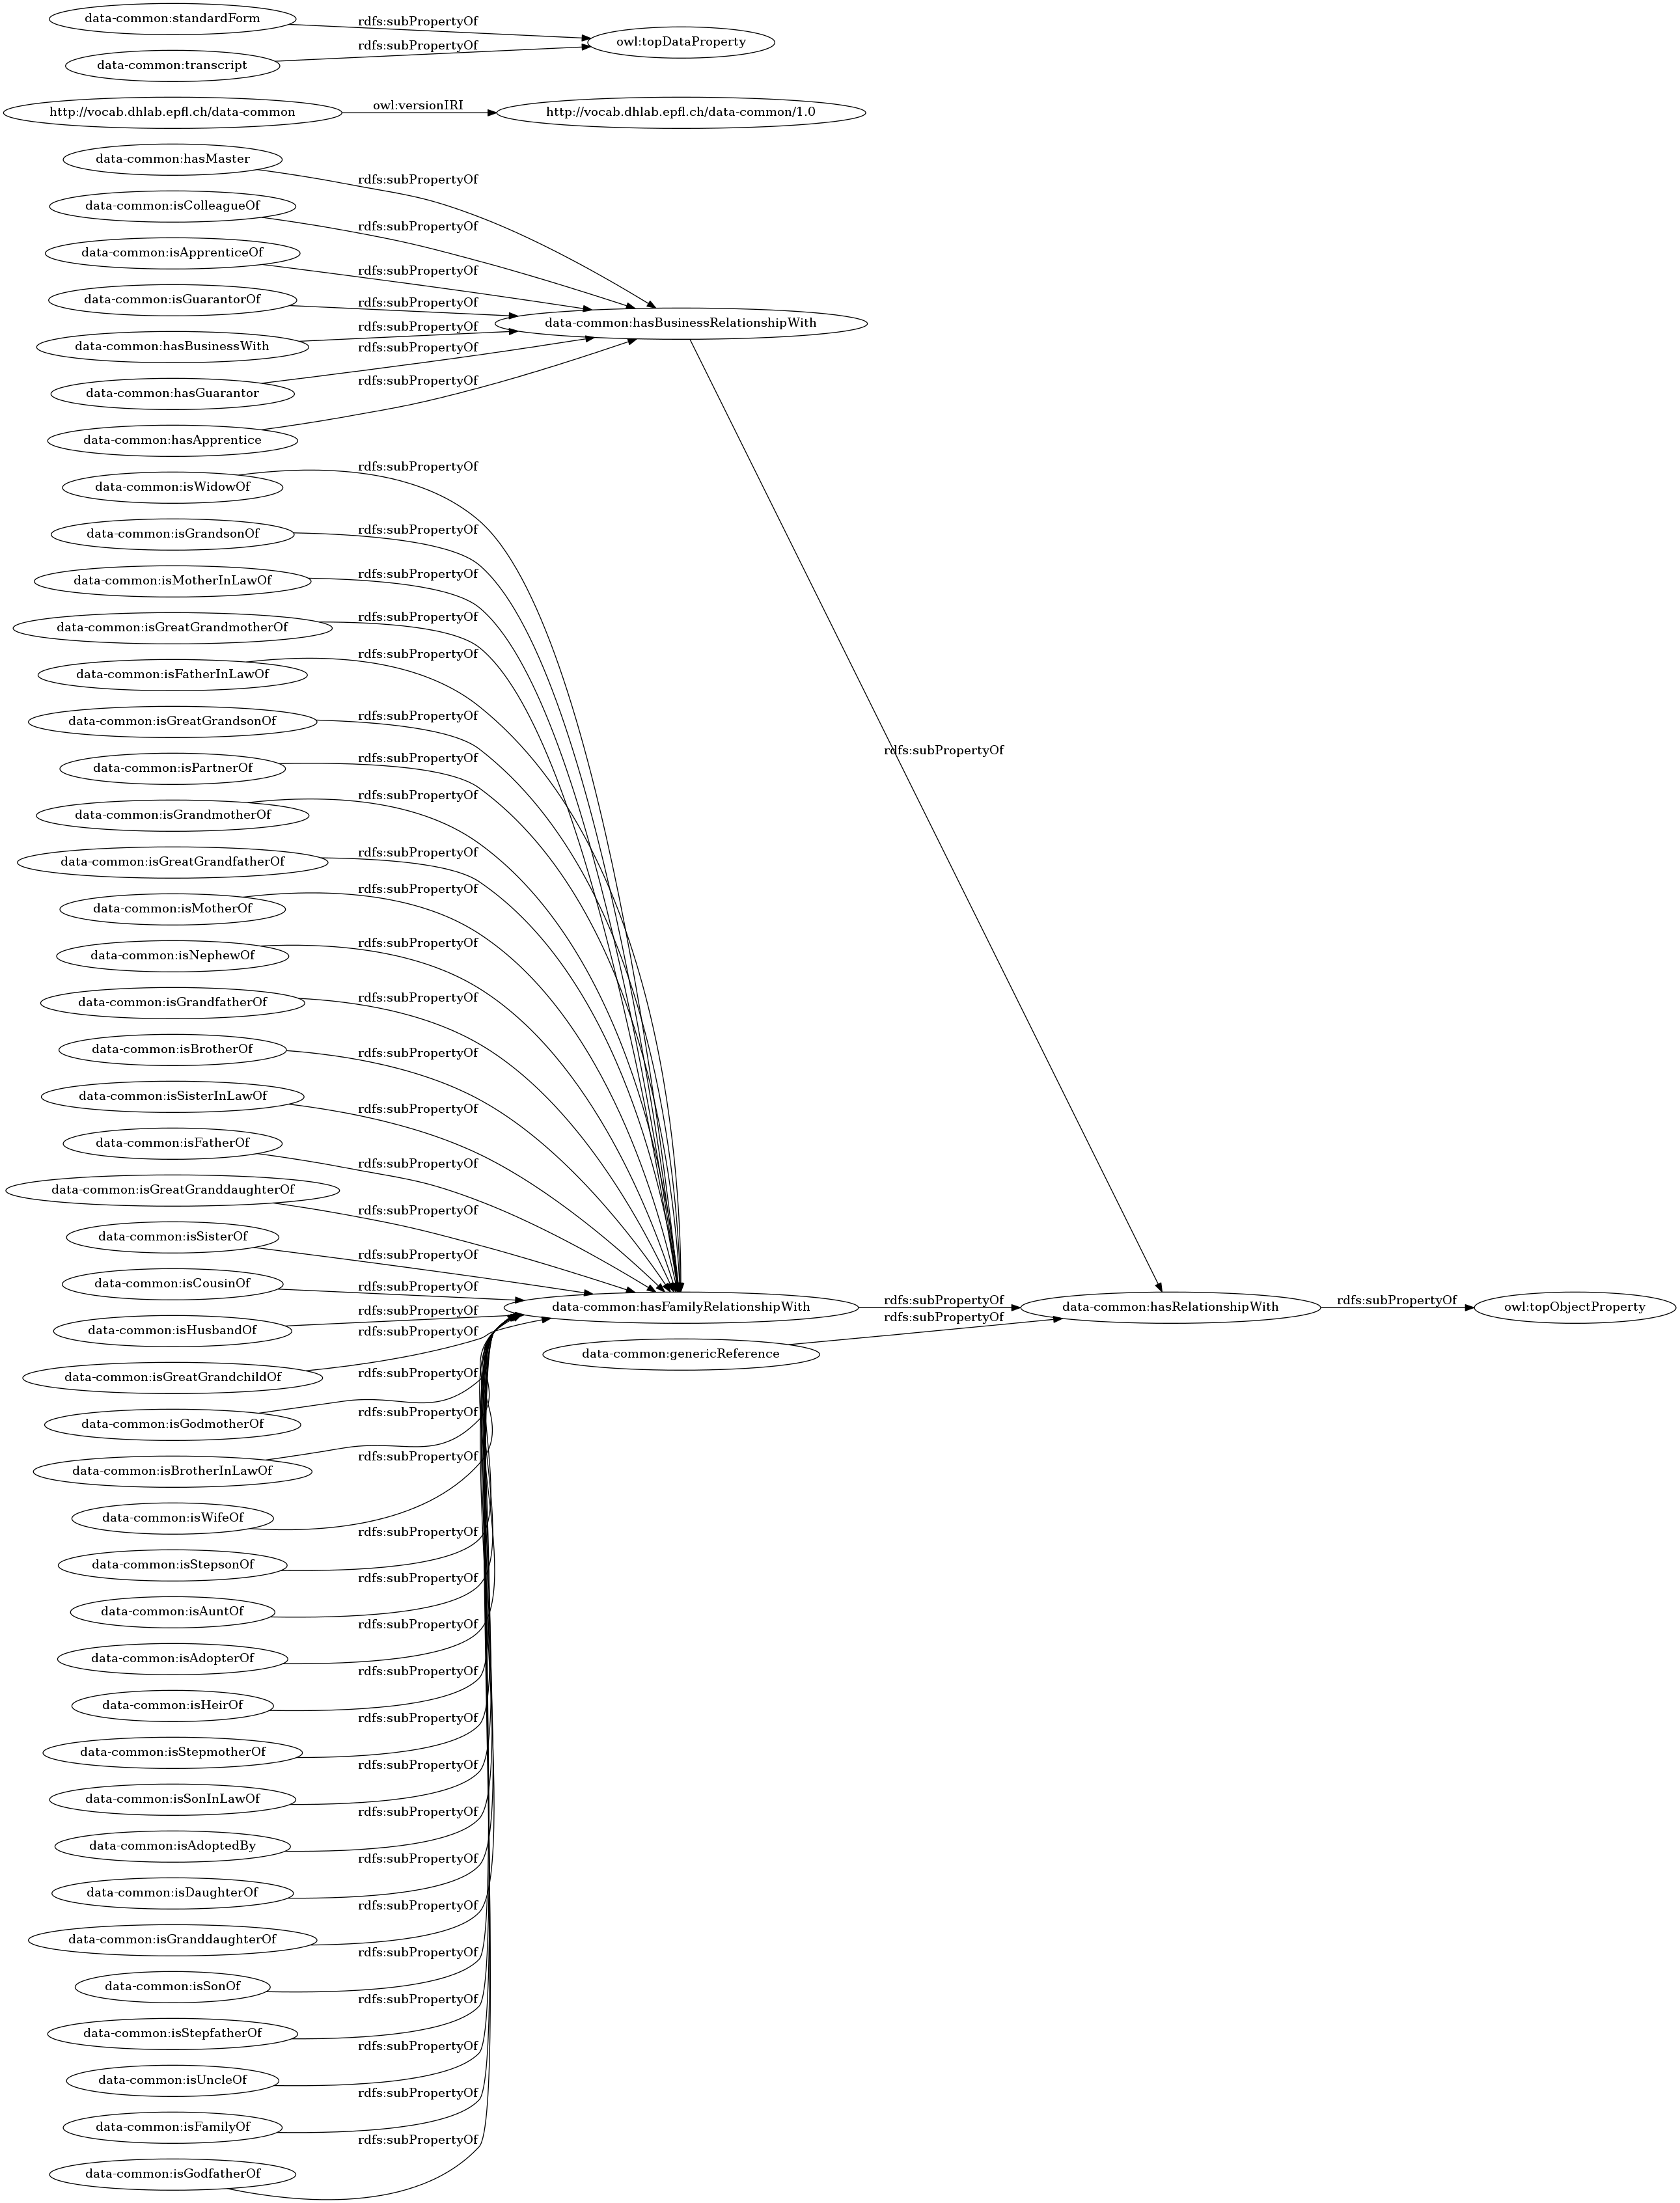 data-common:standardForm
rdfs:subPropertyOf
owl:topDataProperty
rdfs:subPropertyOf
data-common:transcript
http://vocab.dhlab.epfl.ch/data-common
owl:versionIRI
http://vocab.dhlab.epfl.ch/data-common/1.0
data-common:hasMaster
rdfs:subPropertyOf
data-common:isColleagueOf
rdfs:subPropertyOf
data-common:isApprenticeOf
rdfs:subPropertyOf
data-common:isGuarantorOf
rdfs:subPropertyOf
data-common:hasBusinessRelationshipWith
rdfs:subPropertyOf
data-common:hasBusinessWith
rdfs:subPropertyOf
data-common:hasGuarantor
rdfs:subPropertyOf
data-common:hasApprentice
rdfs:subPropertyOf
data-common:isWidowOf
rdfs:subPropertyOf
data-common:isGrandsonOf
rdfs:subPropertyOf
data-common:isMotherInLawOf
rdfs:subPropertyOf
data-common:isGreatGrandmotherOf
rdfs:subPropertyOf
data-common:isFatherInLawOf
rdfs:subPropertyOf
data-common:isGreatGrandsonOf
rdfs:subPropertyOf
rdfs:subPropertyOf
data-common:isPartnerOf
rdfs:subPropertyOf
data-common:isGrandmotherOf
rdfs:subPropertyOf
data-common:isGreatGrandfatherOf
rdfs:subPropertyOf
data-common:isMotherOf
rdfs:subPropertyOf
data-common:isNephewOf
rdfs:subPropertyOf
data-common:isGrandfatherOf
rdfs:subPropertyOf
data-common:isBrotherOf
rdfs:subPropertyOf
data-common:isSisterInLawOf
rdfs:subPropertyOf
data-common:isFatherOf
rdfs:subPropertyOf
data-common:isGreatGranddaughterOf
rdfs:subPropertyOf
data-common:isSisterOf
rdfs:subPropertyOf
data-common:isCousinOf
rdfs:subPropertyOf
rdfs:subPropertyOf
rdfs:subPropertyOf
data-common:hasFamilyRelationshipWith
data-common:hasRelationshipWith
owl:topObjectProperty
rdfs:subPropertyOf
rdfs:subPropertyOf
data-common:isHusbandOf
rdfs:subPropertyOf
data-common:genericReference
data-common:isGreatGrandchildOf
rdfs:subPropertyOf
data-common:isGodmotherOf
rdfs:subPropertyOf
data-common:isBrotherInLawOf
rdfs:subPropertyOf
data-common:isWifeOf
rdfs:subPropertyOf
data-common:isStepsonOf
rdfs:subPropertyOf
data-common:isAuntOf
rdfs:subPropertyOf
data-common:isAdopterOf
rdfs:subPropertyOf
data-common:isHeirOf
rdfs:subPropertyOf
data-common:isStepmotherOf
rdfs:subPropertyOf
data-common:isSonInLawOf
rdfs:subPropertyOf
data-common:isAdoptedBy
rdfs:subPropertyOf
data-common:isDaughterOf
rdfs:subPropertyOf
data-common:isGranddaughterOf
rdfs:subPropertyOf
data-common:isSonOf
rdfs:subPropertyOf
data-common:isStepfatherOf
rdfs:subPropertyOf
data-common:isUncleOf
rdfs:subPropertyOf
data-common:isFamilyOf
rdfs:subPropertyOf
data-common:isGodfatherOf